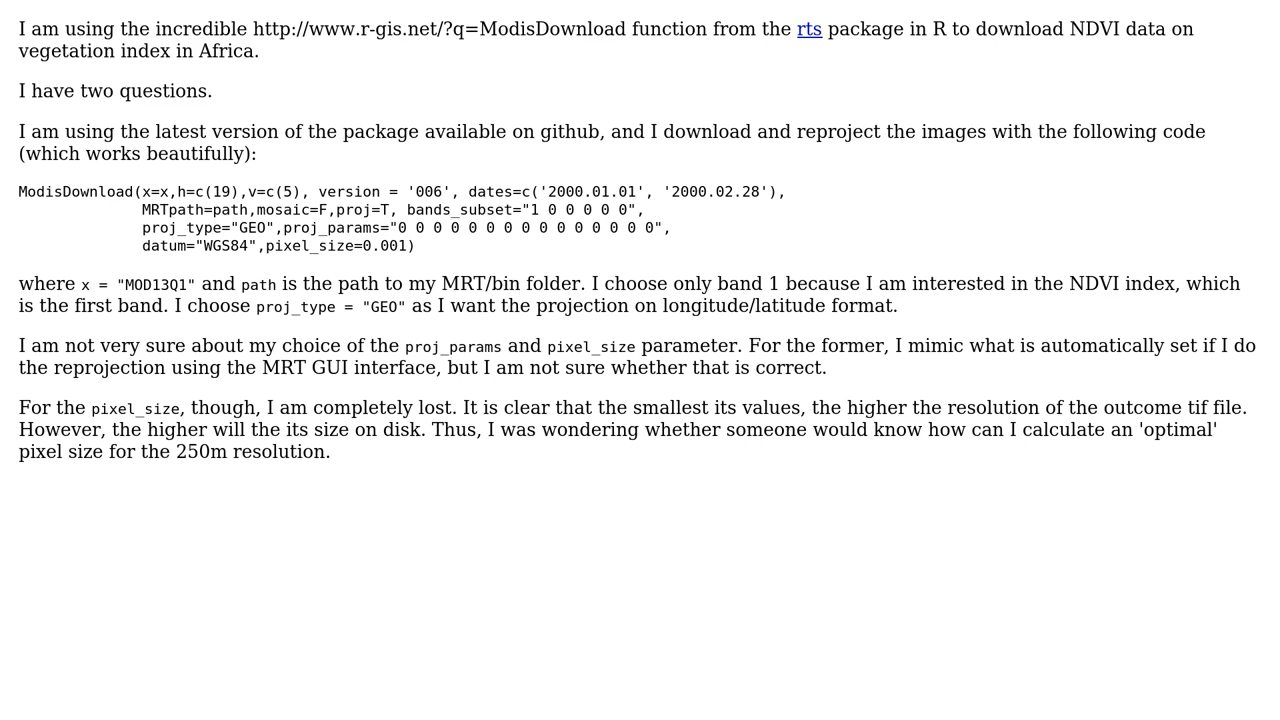 I am using the incredible http://www.r-gis.net/?q=ModisDownload function from the rts package in R to download NDVI data on
vegetation index in Africa.
I have two questions.
I am using the latest version of the package available on github, and I download and reproject the images with the following code
(which works beautifully):
ModisDownload(x=x,h=c(19),v=c(5), version = '006', dates=c('2000.01.01', '2000.02.28'),
MRTpath=path,mosaic=F,proj=T, bands_subset="1 0 0 0 0 0",
proj_type="GEO",proj_params="0 0 0 0 0 0 0 0 0 0 0 0 0 0 0",
datum="WGS84",pixel_size=0.001)
where x = "MOD13Q1" and path is the path to my MRT/bin folder. I choose only band 1 because I am interested in the NDVI index, which
is the first band. I choose proj_type = "GEO" as I want the projection on longitude/latitude format.
I am not very sure about my choice of the proj_params and pixel_size parameter. For the former, I mimic what is automatically set if I do
the reprojection using the MRT GUI interface, but I am not sure whether that is correct.
For the pixel_size, though, I am completely lost. It is clear that the smallest its values, the higher the resolution of the outcome tif file.
However, the higher will the its size on disk. Thus, I was wondering whether someone would know how can I calculate an 'optimal'
pixel size for the 250m resolution.